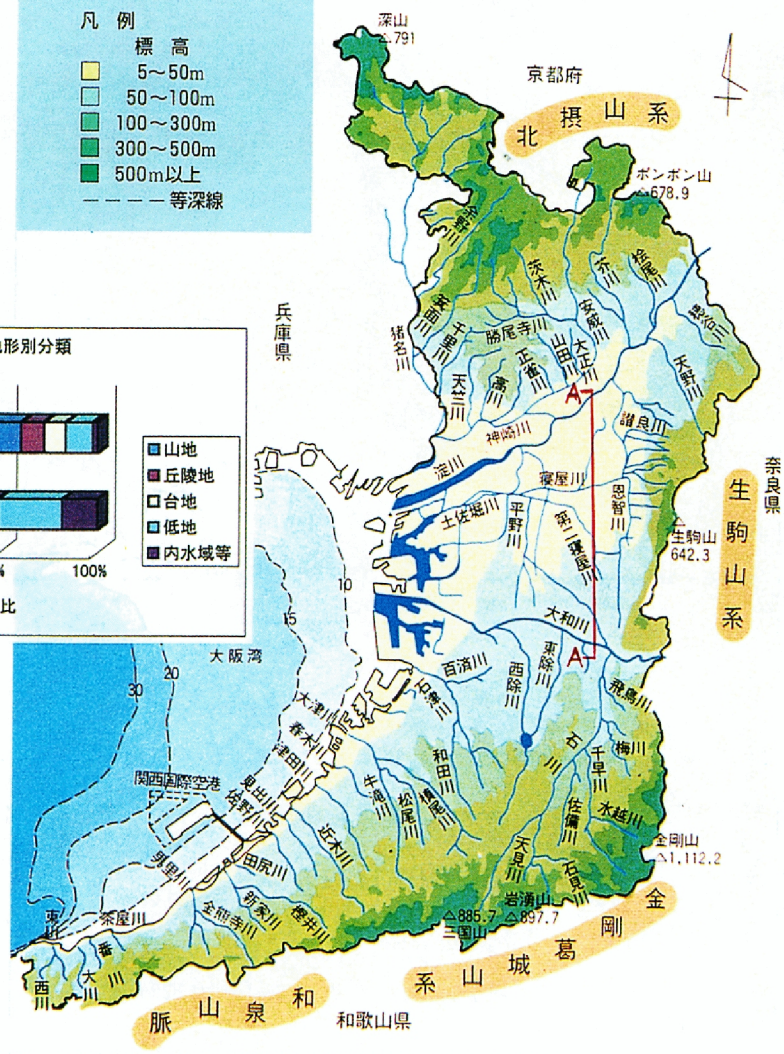 凡例
標高
5～50m
50～100m
100～300m
300～500m
500m以上
等深線
深山
△791
京都府
北摂山系
ポンポン山
△678.9
兵庫県
余野川
茨木川
芥川
桧尾川
穂谷川
箕面川
千里川
勝尾寺川
安威川
猪名川
山田川
大正川
正雀川
高川
天竺川
天野川
A
神崎川
讃良川
淀川
寝屋川
恩智川
土佐堀川
平野川
第二寝屋川
奈良県
生駒山系
生駒山
642.3
地形別分類
山地
丘陵地
台地
低地
内水域等
%
100%
比
10
15
20
30
大阪湾
大和川
A
東除川
西除川
百済川
石津川
飛鳥川
大津川
春木川
津田川
石川
梅川
千早川
和田川
見出川
佐野川
関西国際空港
牛滝川
松尾川
槇尾川
佐備川
水越川
近木川
天見川
金剛山
△1,112.2
男里川
田尻川
石見川
岩湧山
△897.7
△885.7
三国山
新家川
樫井川
金熊寺川
茶屋川
東川
番川
大川
西川
金剛葛城山系
和泉山脈
和歌山県